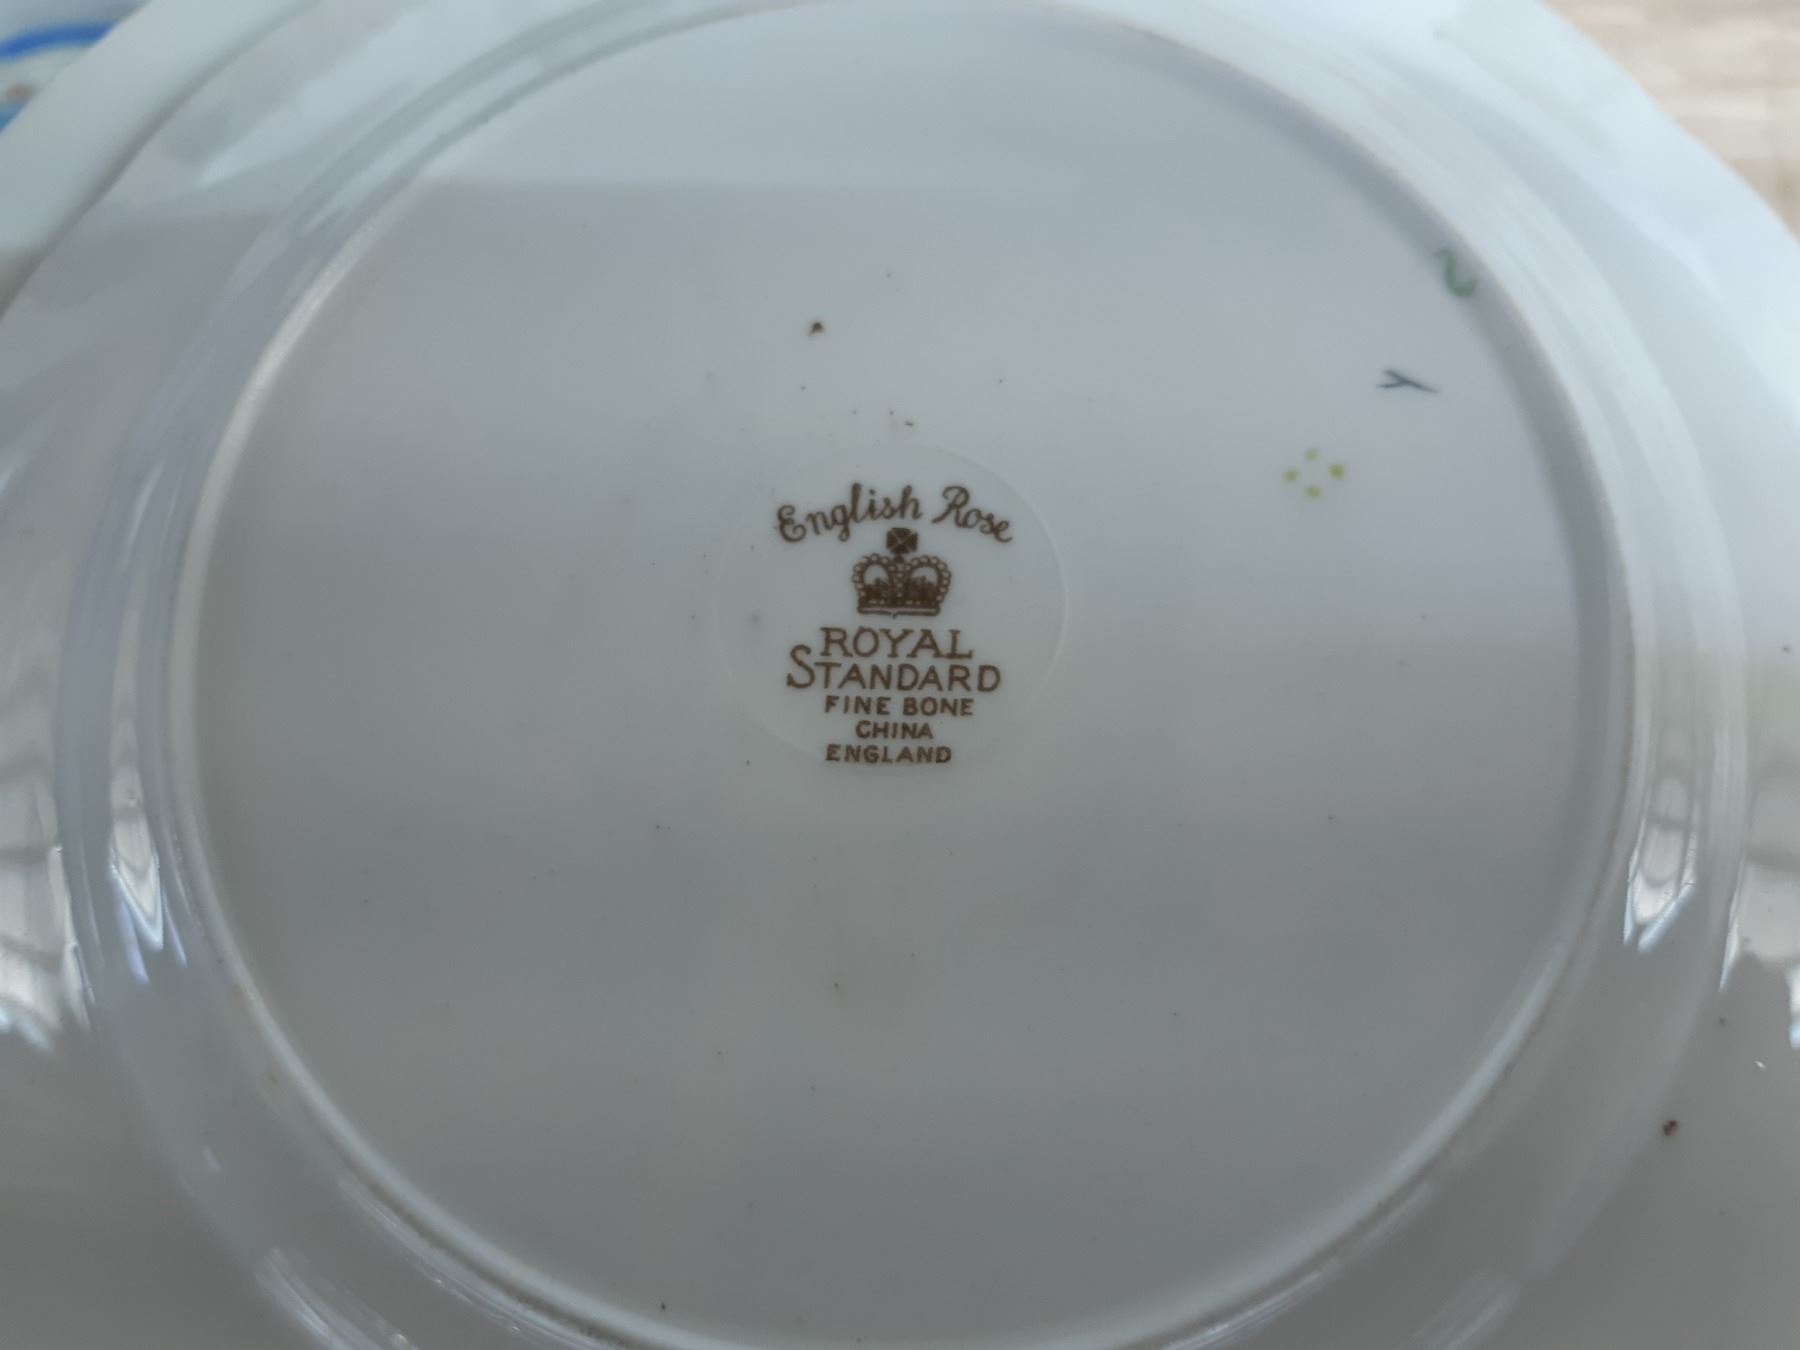 English Rose
ROYAL
STANDARD
FINE BONE
CHINA
ENGLAND